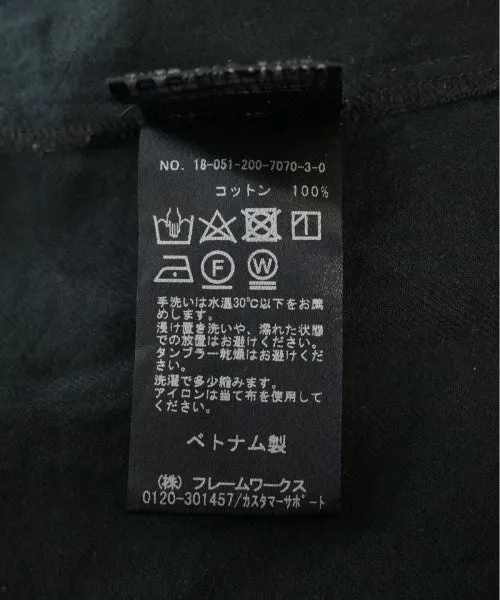 NO. 18-051-200-7070-3-0
コットン 100%
F W
手洗いは水温30℃以下をお薦
めします。
浸け置き洗いや、濡れた状態
での放置はお避けください。
タンブラー乾燥はお避けくださ
い。
洗濯で多少縮みます。
アイロンは当て布を使用して
ください。
ベトナム製
(株) フレームワークス
0120-301457/カスタマーサポート